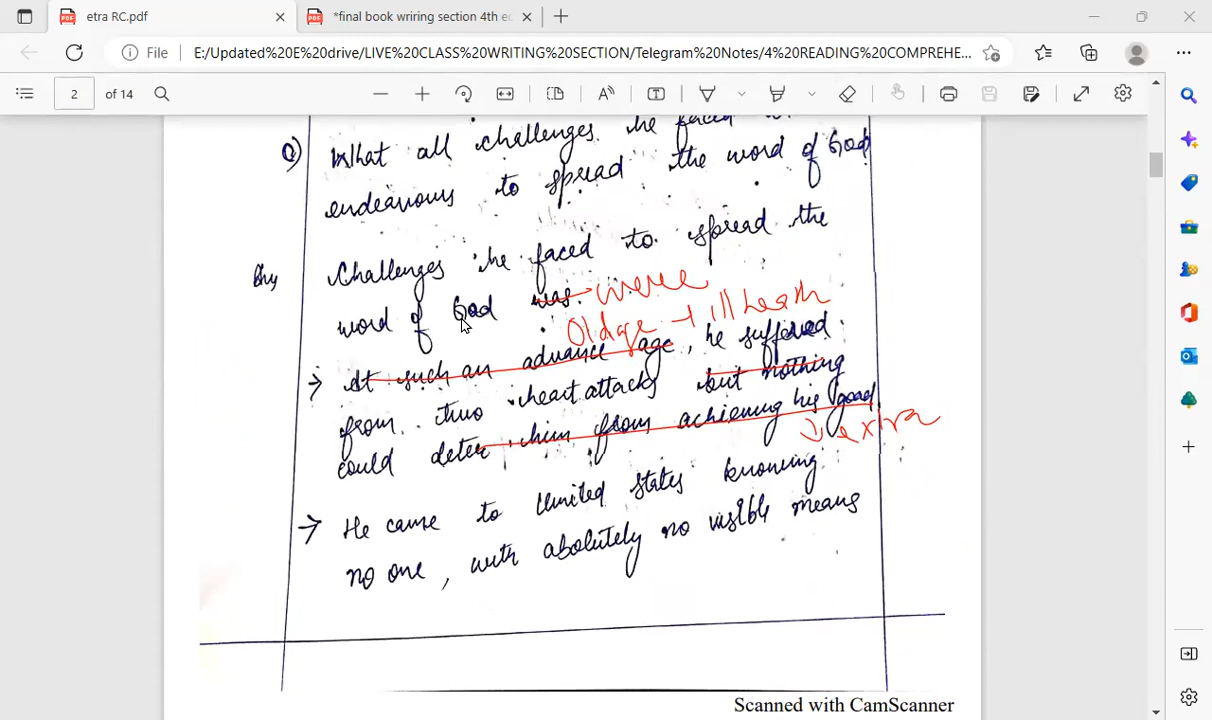 etra RC.pdf
*final book wriring section 4th ec
File
E:/Updated%20E%20drive/LIVE%20CLASS%20WRITING%20SECTION/Telegram%20Notes/4%20READING%20COMPREHE...
2 of 14
Q) What all challenges he faced
endeavours to spread the word of God
Challenges he faced to spread the
word of God was. were
Old age + ill health
→ At such an advance age, he suffered
from two heart attacks but nothing
could deter him from achieving his good.
extra
→ He came to United States knowing
no one, with absolutely no visible means
Scanned with CamScanner